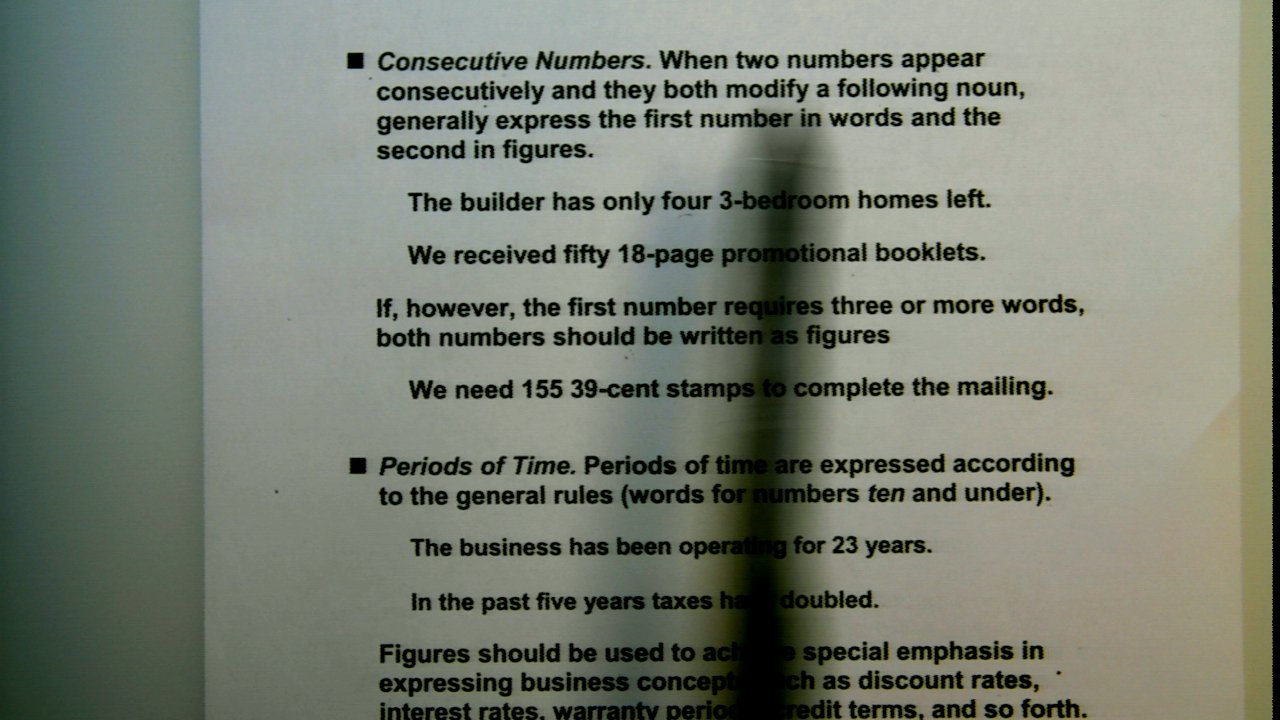 ■ Consecutive Numbers. When two numbers appear
consecutively and they both modify a following noun,
generally express the first number in words and the
second in figures.
The builder has only four 3-bedroom homes left.
We received fifty 18-page promotional booklets.
If, however, the first number requires three or more words,
both numbers should be written as figures
We need 155 39-cent stamps to complete the mailing.
■ Periods of Time. Periods of time are expressed according
to the general rules (words for numbers ten and under).
The business has been operating for 23 years.
In the past five years taxes have doubled.
Figures should be used to achieve special emphasis in
expressing business concepts such as discount rates,
interest rates, warranty periods, credit terms, and so forth.